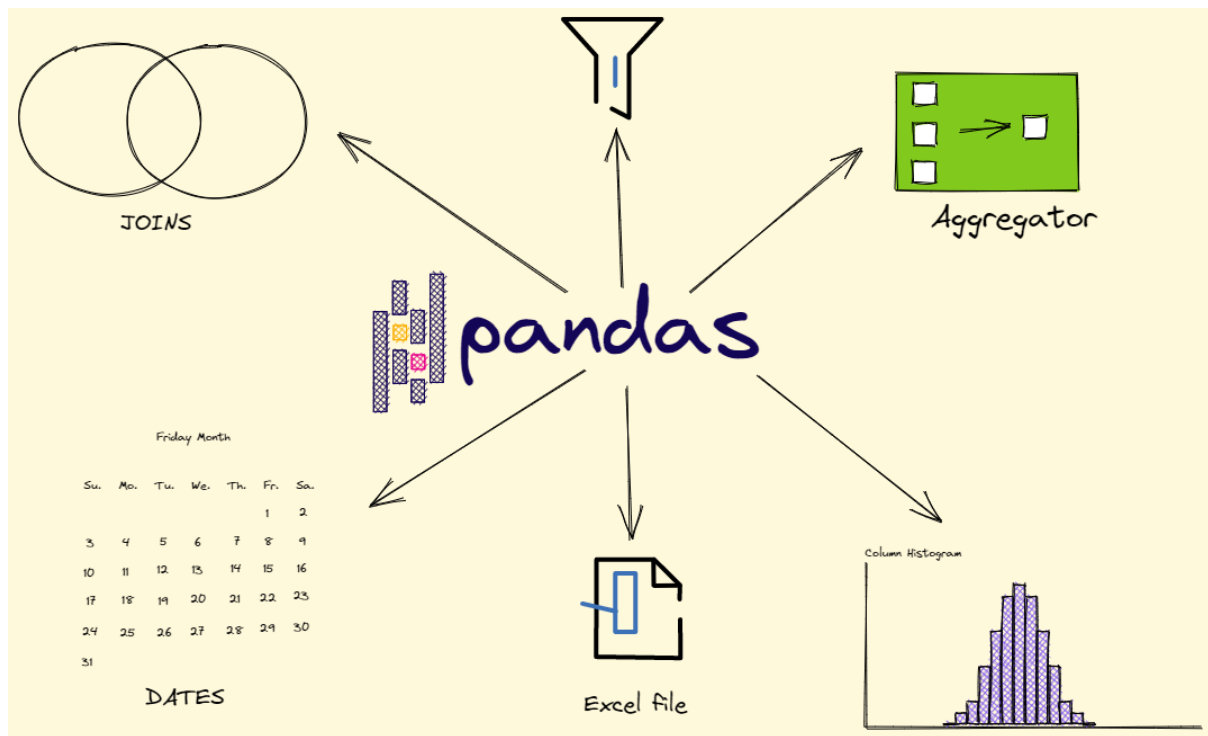 JOINS
Aggregator
pandas
Friday Month
Su. Mo. Tu. We. Th. Fr. Sa.
1 2
3 4 5 6 7 8 9
10 11 12 13 14 15 16
17 18 19 20 21 22 23
24 25 26 27 28 29 30
31
DATES
Excel file
Column Histogram